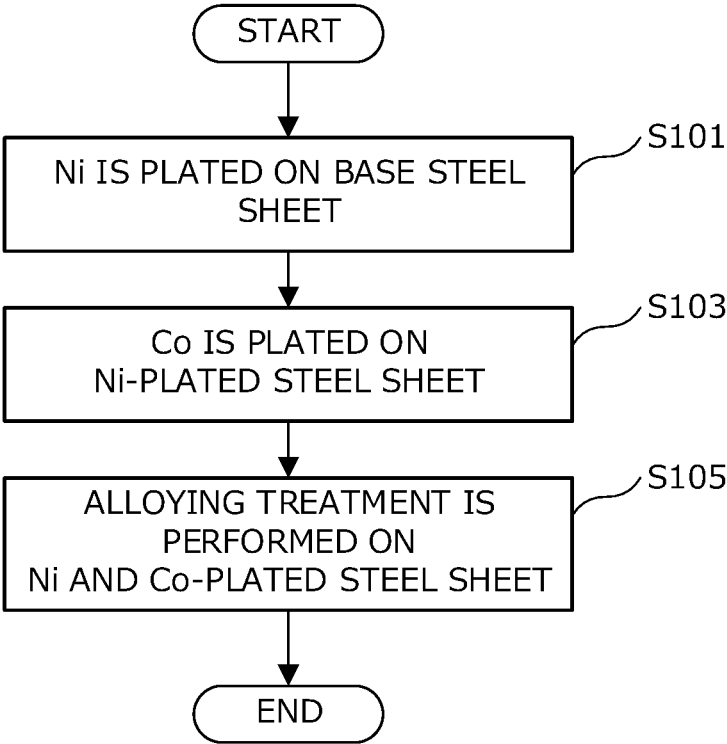 START
S101
Ni IS PLATED ON BASE STEEL
SHEET
S103
Co IS PLATED ON
Ni-PLATED STEEL SHEET
S105
ALLOYING TREATMENT IS
PERFORMED ON
Ni AND Co-PLATED STEEL SHEET
END